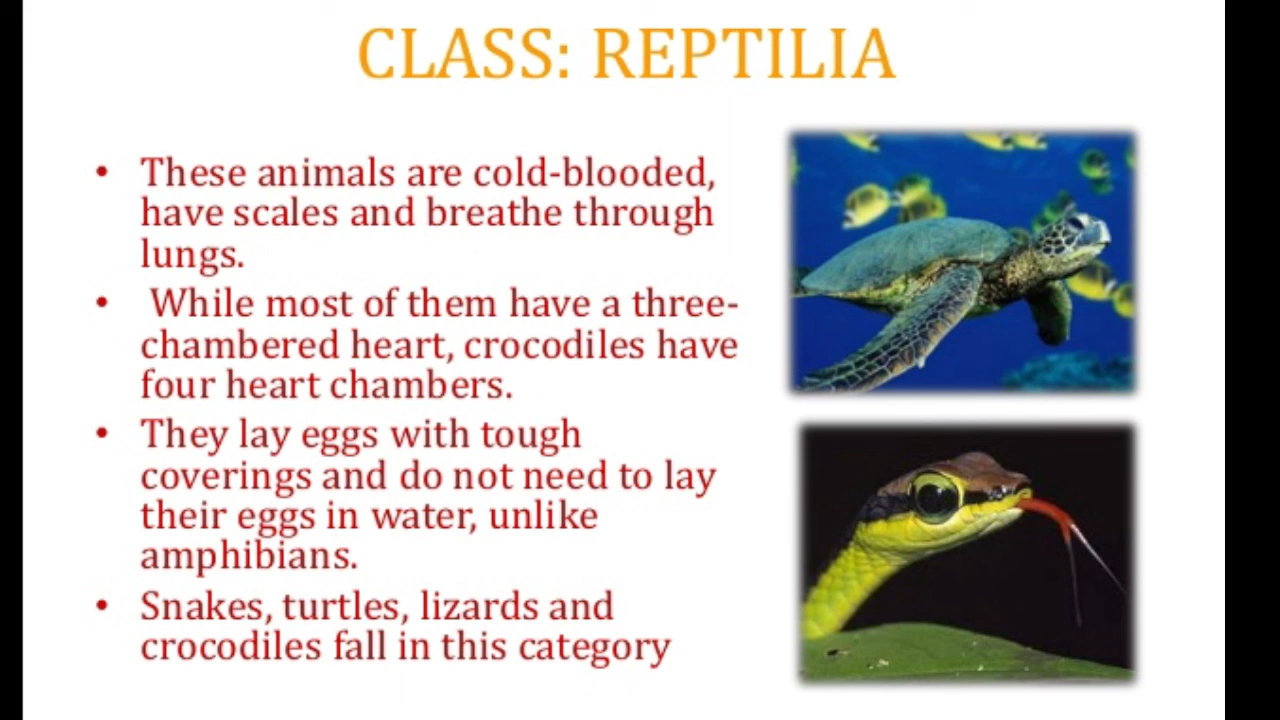 CLASS: REPTILIA
• These animals are cold-blooded,
have scales and breathe through
lungs.
• While most of them have a three-
chambered heart, crocodiles have
four heart chambers.
• They lay eggs with tough
coverings and do not need to lay
their eggs in water, unlike
amphibians.
• Snakes, turtles, lizards and
crocodiles fall in this category